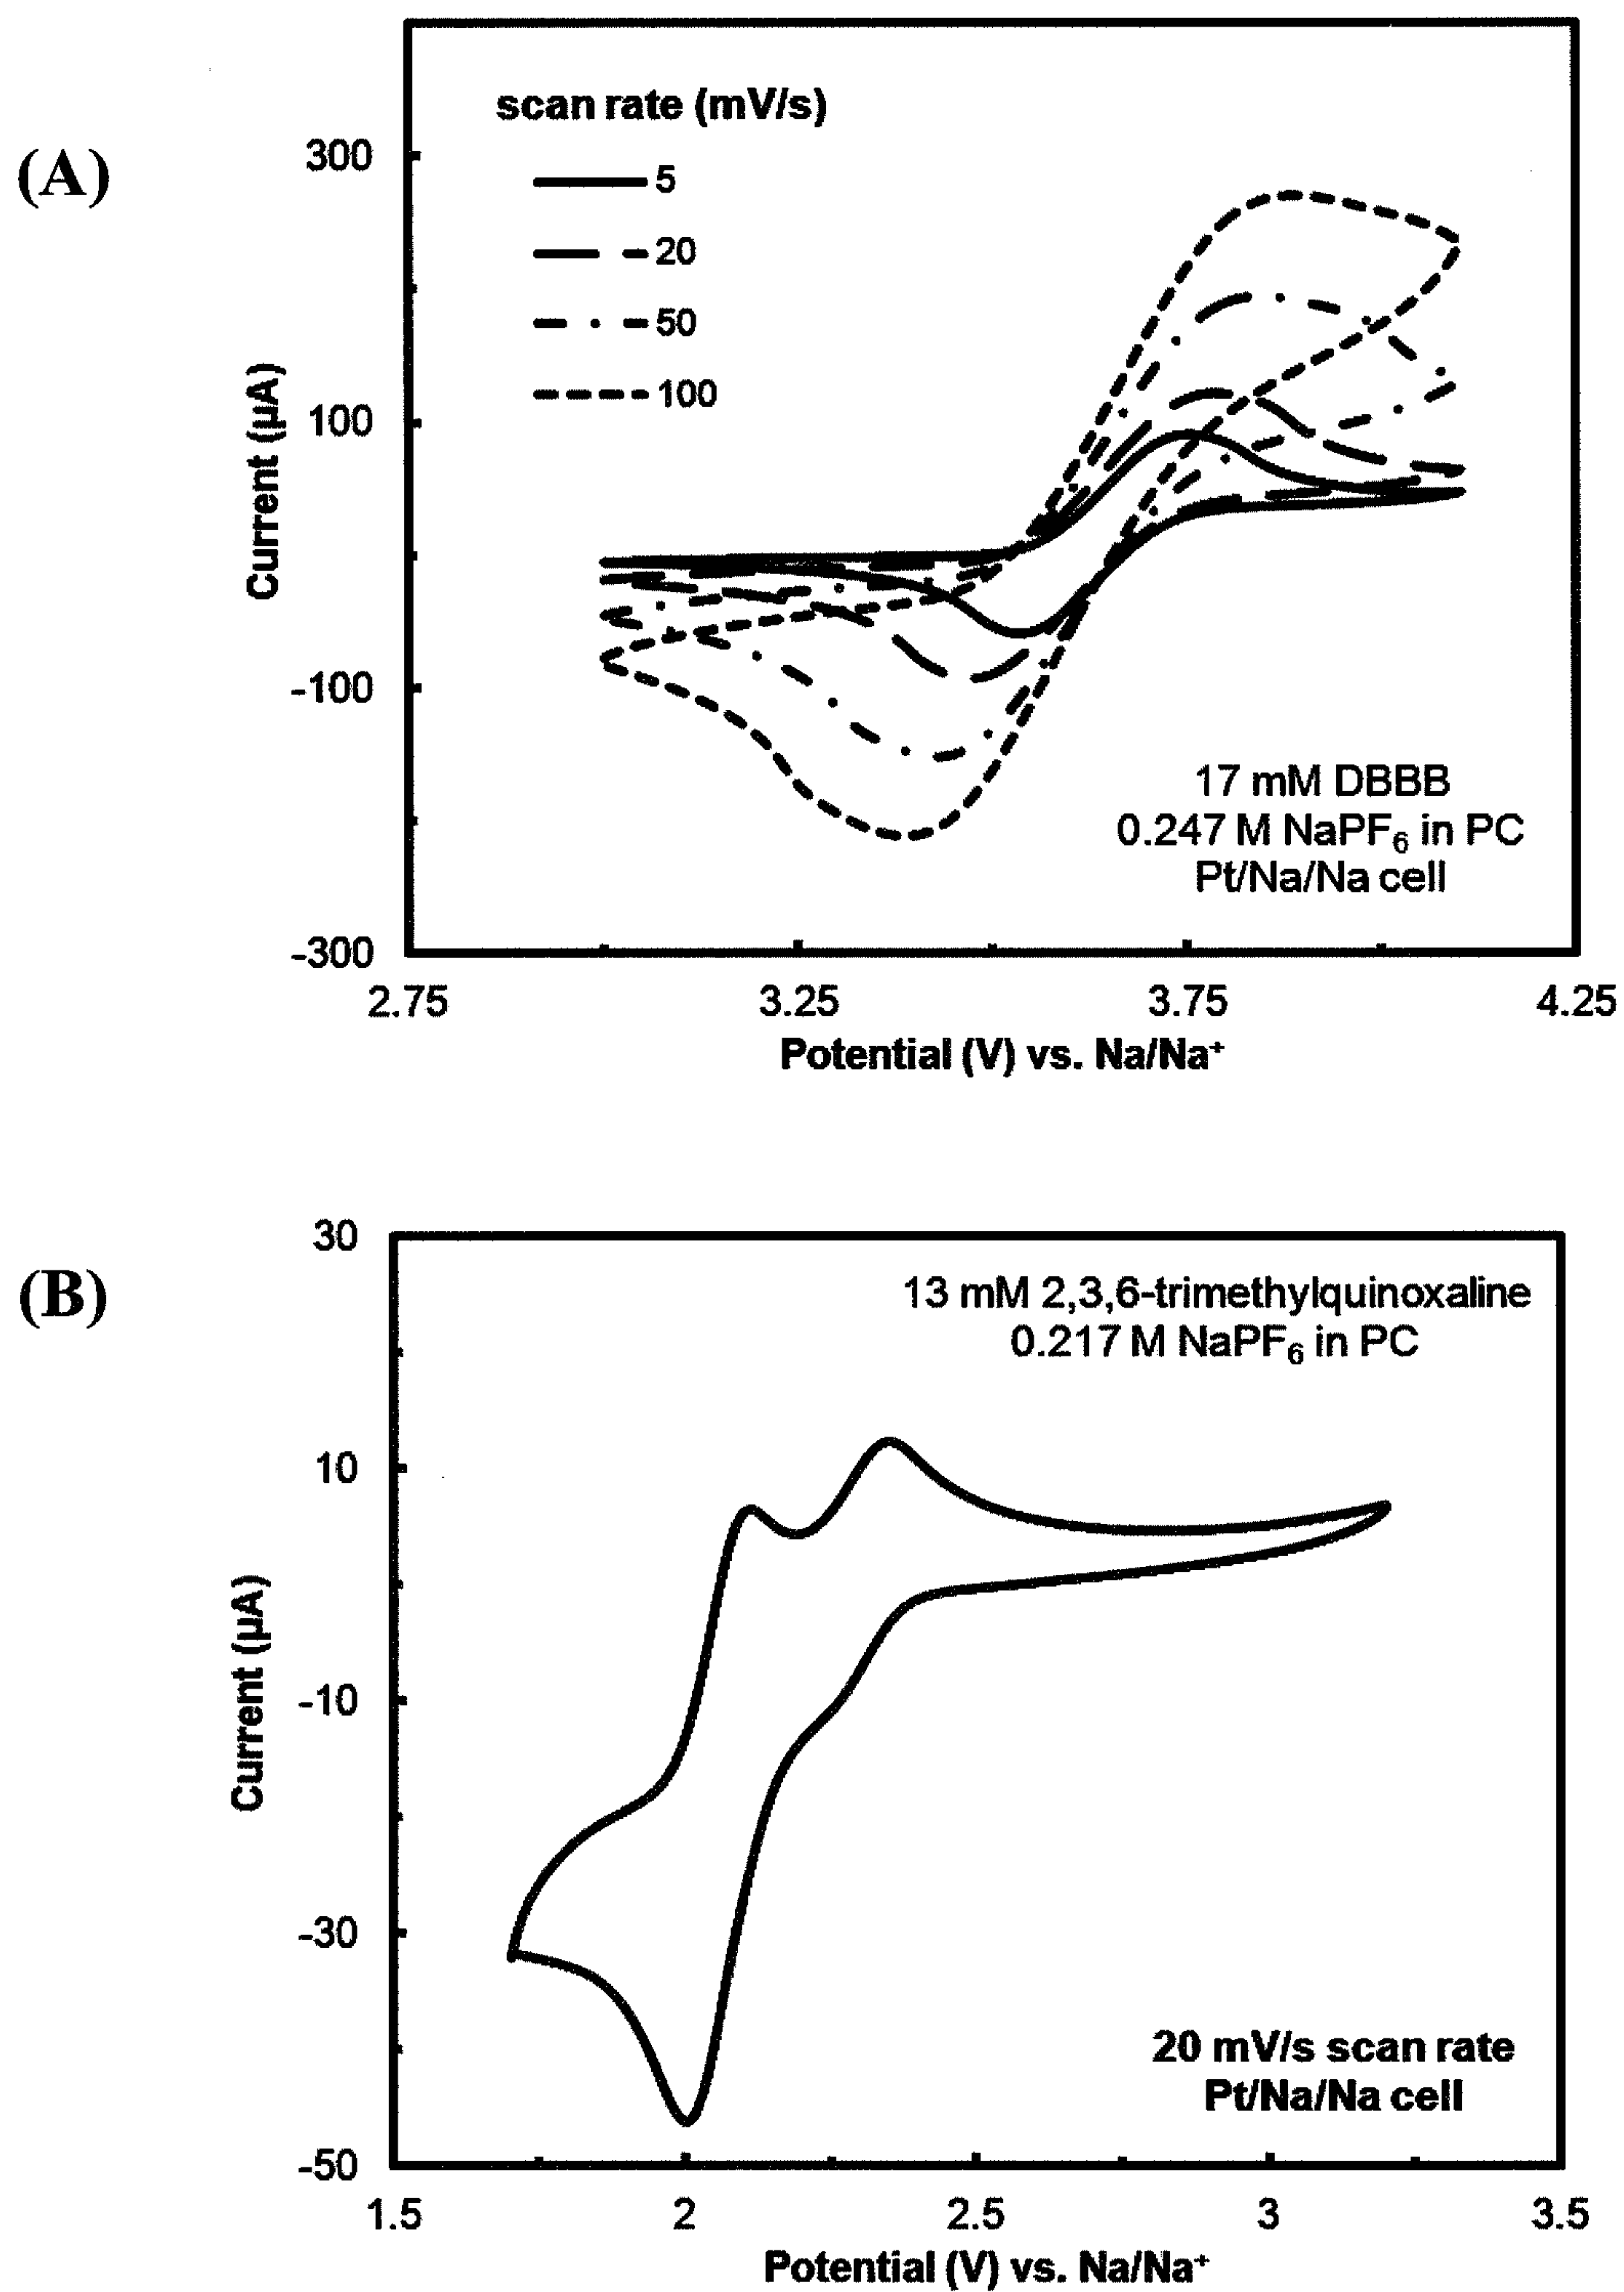 (A)
scan rate (mV/s)
5
20
50
100
300
100
-100
-300
Current (µA)
17 mM DBBB
0.247 M NaPF₆ in PC
Pt/Na/Na cell
2.75 3.25 3.75 4.25
Potential (V) vs. Na/Na⁺
(B)
30
10
-10
-30
-50
Current (µA)
13 mM 2,3,6-trimethylquinoxaline
0.217 M NaPF₆ in PC
20 mV/s scan rate
Pt/Na/Na cell
1.5 2 2.5 3 3.5
Potential (V) vs. Na/Na⁺